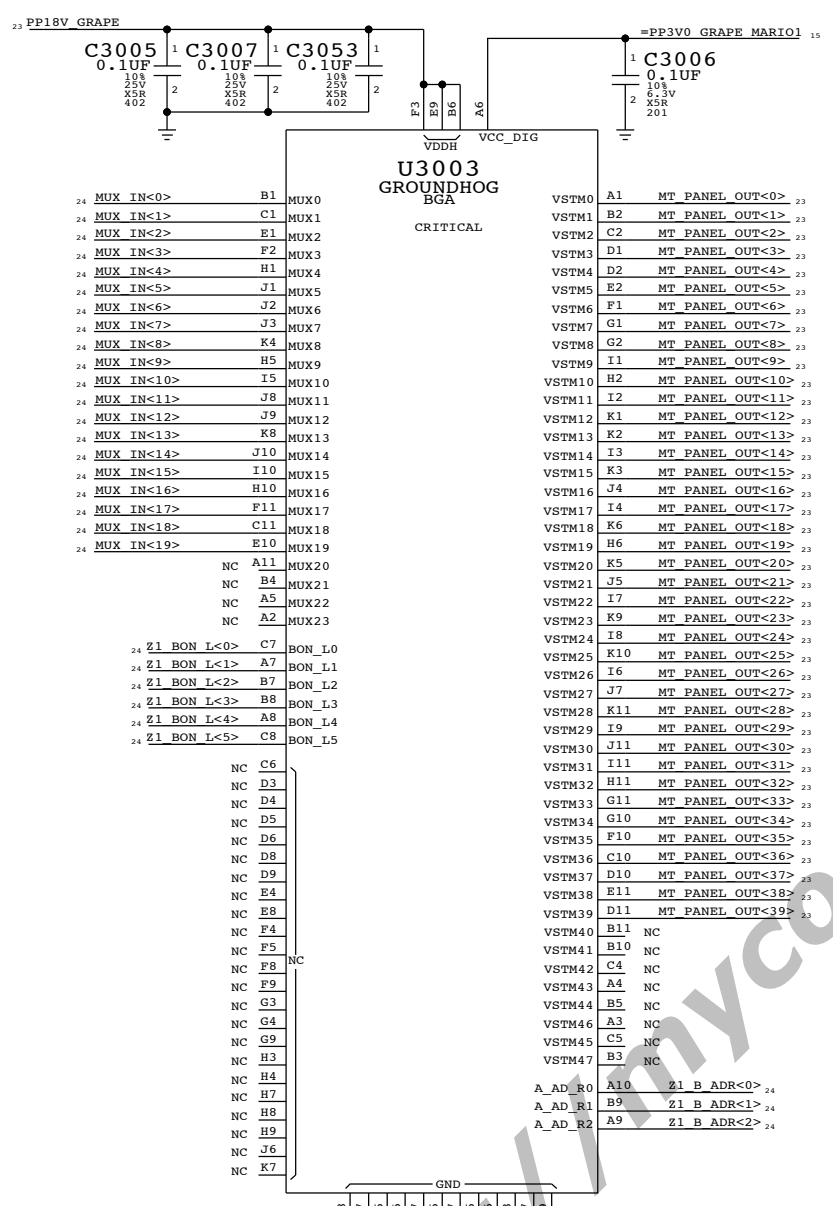 23 PP18V_GRAPE
=PP3V0_GRAPE_MARIO1 15
C3005
0.1UF
10%
25V
X5R
402
1
2
C3007
0.1UF
10%
25V
X5R
402
1
2
C3053
0.1UF
10%
25V
X5R
402
1
2
C3006
0.1UF
10%
6.3V
X5R
201
1
2
F3 E9 B6 A6
VDDH VCC_DIG
U3003
GROUNDHOG
BGA
CRITICAL
24 MUX_IN<0> B1 MUX0
24 MUX_IN<1> C1 MUX1
24 MUX_IN<2> E1 MUX2
24 MUX_IN<3> F2 MUX3
24 MUX_IN<4> H1 MUX4
24 MUX_IN<5> J1 MUX5
24 MUX_IN<6> J2 MUX6
24 MUX_IN<7> J3 MUX7
24 MUX_IN<8> K4 MUX8
24 MUX_IN<9> H5 MUX9
24 MUX_IN<10> I5 MUX10
24 MUX_IN<11> J8 MUX11
24 MUX_IN<12> J9 MUX12
24 MUX_IN<13> K8 MUX13
24 MUX_IN<14> J10 MUX14
24 MUX_IN<15> I10 MUX15
24 MUX_IN<16> H10 MUX16
24 MUX_IN<17> F11 MUX17
24 MUX_IN<18> C11 MUX18
24 MUX_IN<19> E10 MUX19
NC A11 MUX20
NC B4 MUX21
NC A5 MUX22
NC A2 MUX23
24 Z1_BON_L<0> C7 BON_L0
24 Z1_BON_L<1> A7 BON_L1
24 Z1_BON_L<2> B7 BON_L2
24 Z1_BON_L<3> B8 BON_L3
24 Z1_BON_L<4> A8 BON_L4
24 Z1_BON_L<5> C8 BON_L5
NC C6
NC D3
NC D4
NC D5
NC D6
NC D8
NC D9
NC E4
NC E8
NC F4
NC F5
NC
NC F8
NC F9
NC G3
NC G4
NC G9
NC H3
NC H4
NC H7
NC H8
NC H9
NC J6
NC K7
VSTM0 A1 MT_PANEL_OUT<0> 23
VSTM1 B2 MT_PANEL_OUT<1> 23
VSTM2 C2 MT_PANEL_OUT<2> 23
VSTM3 D1 MT_PANEL_OUT<3> 23
VSTM4 D2 MT_PANEL_OUT<4> 23
VSTM5 E2 MT_PANEL_OUT<5> 23
VSTM6 F1 MT_PANEL_OUT<6> 23
VSTM7 G1 MT_PANEL_OUT<7> 23
VSTM8 G2 MT_PANEL_OUT<8> 23
VSTM9 I1 MT_PANEL_OUT<9> 23
VSTM10 H2 MT_PANEL_OUT<10> 23
VSTM11 I2 MT_PANEL_OUT<11> 23
VSTM12 K1 MT_PANEL_OUT<12> 23
VSTM13 K2 MT_PANEL_OUT<13> 23
VSTM14 I3 MT_PANEL_OUT<14> 23
VSTM15 K3 MT_PANEL_OUT<15> 23
VSTM16 J4 MT_PANEL_OUT<16> 23
VSTM17 I4 MT_PANEL_OUT<17> 23
VSTM18 K6 MT_PANEL_OUT<18> 23
VSTM19 H6 MT_PANEL_OUT<19> 23
VSTM20 K5 MT_PANEL_OUT<20> 23
VSTM21 J5 MT_PANEL_OUT<21> 23
VSTM22 I7 MT_PANEL_OUT<22> 23
VSTM23 K9 MT_PANEL_OUT<23> 23
VSTM24 I8 MT_PANEL_OUT<24> 23
VSTM25 K10 MT_PANEL_OUT<25> 23
VSTM26 I6 MT_PANEL_OUT<26> 23
VSTM27 J7 MT_PANEL_OUT<27> 23
VSTM28 K11 MT_PANEL_OUT<28> 23
VSTM29 I9 MT_PANEL_OUT<29> 23
VSTM30 J11 MT_PANEL_OUT<30> 23
VSTM31 I11 MT_PANEL_OUT<31> 23
VSTM32 H11 MT_PANEL_OUT<32> 23
VSTM33 G11 MT_PANEL_OUT<33> 23
VSTM34 G10 MT_PANEL_OUT<34> 23
VSTM35 F10 MT_PANEL_OUT<35> 23
VSTM36 C10 MT_PANEL_OUT<36> 23
VSTM37 D10 MT_PANEL_OUT<37> 23
VSTM38 E11 MT_PANEL_OUT<38> 23
VSTM39 D11 MT_PANEL_OUT<39> 23
VSTM40 B11 NC
VSTM41 B10 NC
VSTM42 C4 NC
VSTM43 A4 NC
VSTM44 B5 NC
VSTM46 A3 NC
VSTM45 C5 NC
VSTM47 B3 NC
A_AD_R0 A10 Z1_B_ADR<0> 24
A_AD_R1 B9 Z1_B_ADR<1> 24
A_AD_R2 A9 Z1_B_ADR<2> 24
GND
//myco